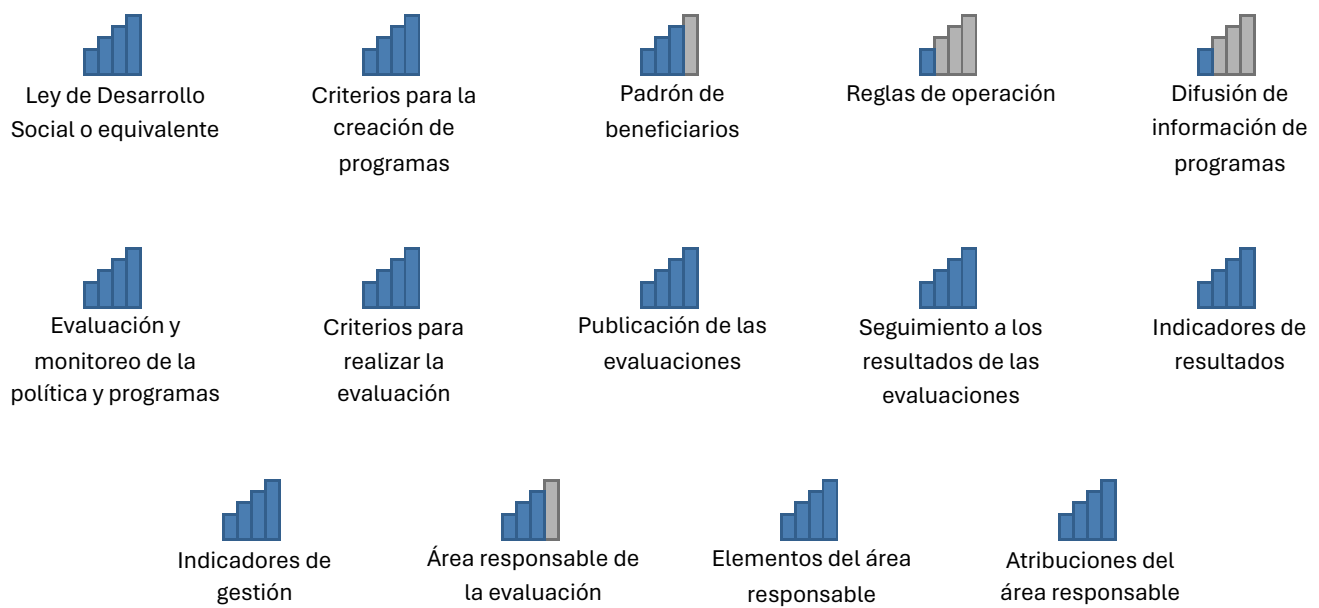 Ley de Desarrollo
Social o equivalente
Criterios para la
creación de
programas
Padrón de
beneficiarios
Reglas de operación
Difusión de
información de
programas
Evaluación y
monitoreo de la
política y programas
Criterios para
realizar la
evaluación
Publicación de las
evaluaciones
Seguimiento a los
resultados de las
evaluaciones
Indicadores de
resultados
Indicadores de
gestión
Área responsable de
la evaluación
Elementos del área
responsable
Atribuciones del
área responsable